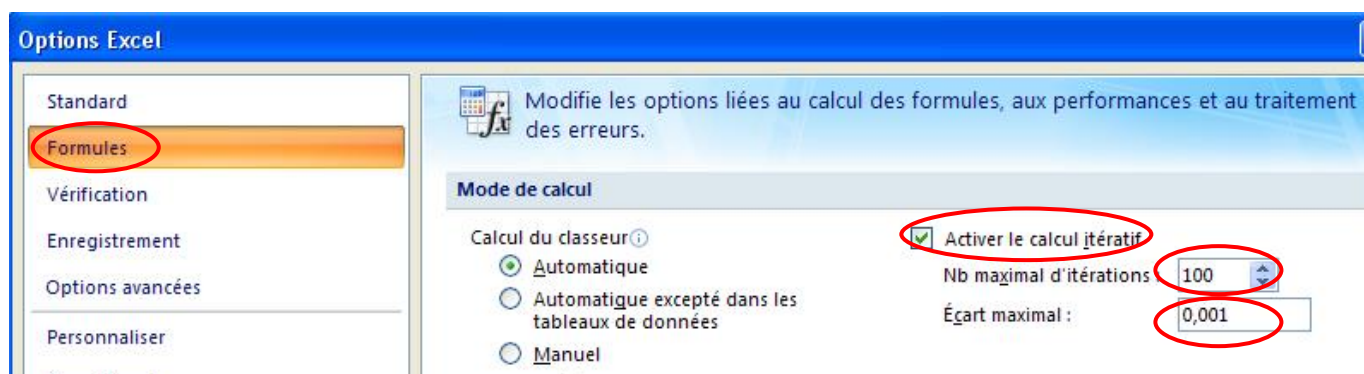 Options Excel
Standard
Formules
Vérification
Enregistrement
Options avancées
Personnaliser
Modifie les options liées au calcul des formules, aux performances et au traitement
des erreurs.
Mode de calcul
Calcul du classeur
Automatique
Automatique excepté dans les
tableaux de données
Manuel
Activer le calcul itératif
Nb maximal d'itérations : 100
Écart maximal : 0,001